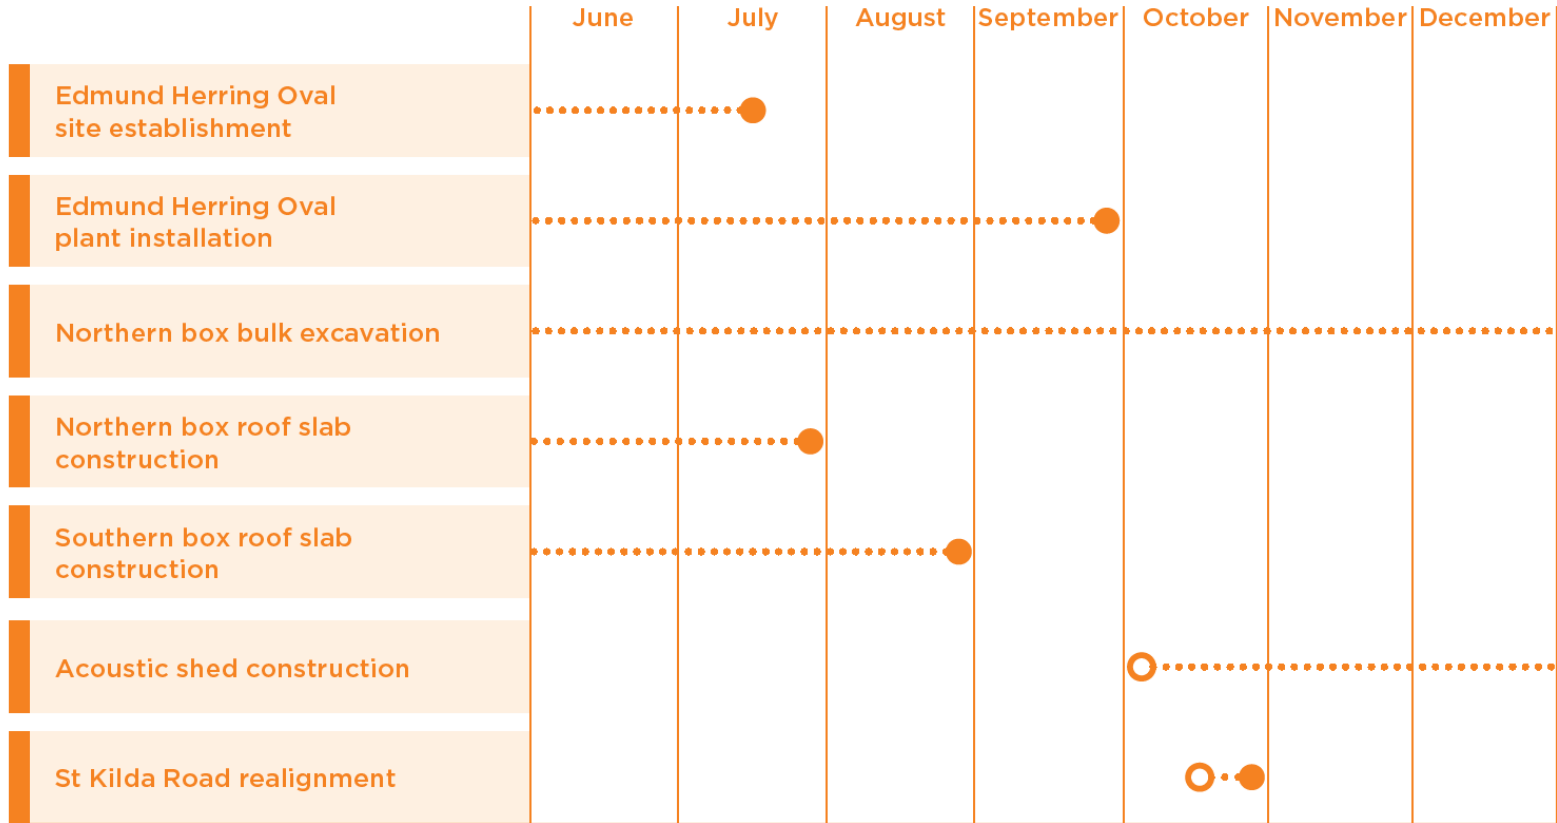 June July August September October November December
Edmund Herring Oval
site establishment
Edmund Herring Oval
plant installation
Northern box bulk excavation
Northern box roof slab
construction
Southern box roof slab
construction
Acoustic shed construction
St Kilda Road realignment